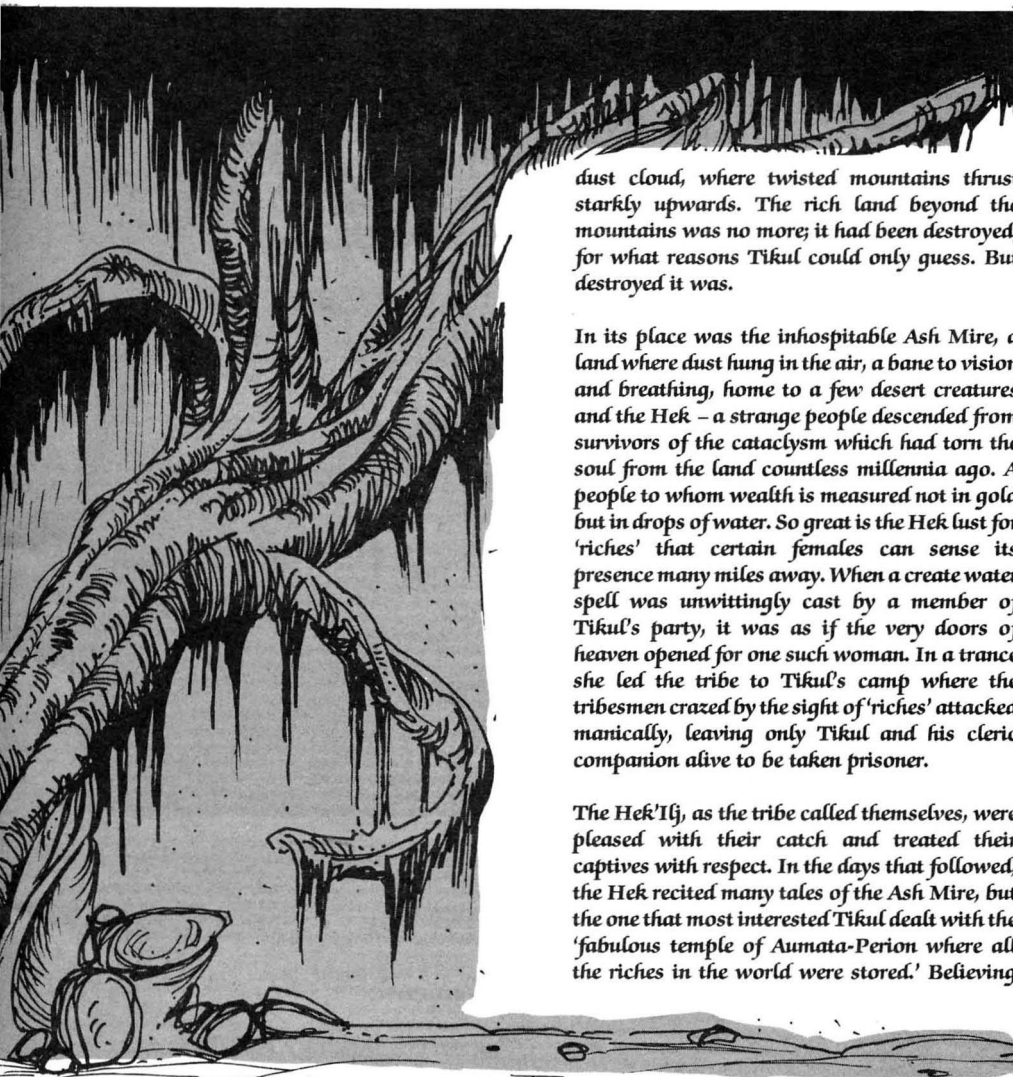 dust cloud, where twisted mountains thrust
starkly upwards. The rich land beyond the
mountains was no more; it had been destroyed,
for what reasons Tikul could only guess. But
destroyed it was.
In its place was the inhospitable Ash Mire, a
land where dust hung in the air, a bane to vision
and breathing, home to a few desert creatures
and the Hek – a strange people descended from
survivors of the cataclysm which had torn the
soul from the land countless millennia ago. A
people to whom wealth is measured not in gold
but in drops of water. So great is the Hek lust for
'riches' that certain females can sense its
presence many miles away. When a create water
spell was unwittingly cast by a member of
Tikul's party, it was as if the very doors of
heaven opened for one such woman. In a trance
she led the tribe to Tikul's camp where the
tribesmen crazed by the sight of 'riches' attacked
manically, leaving only Tikul and his cleric
companion alive to be taken prisoner.
The Hek'Ilj, as the tribe called themselves, were
pleased with their catch and treated their
captives with respect. In the days that followed,
the Hek recited many tales of the Ash Mire, but
the one that most interested Tikul dealt with the
'fabulous temple of Aumata-Perion where all
the riches in the world were stored.' Believing